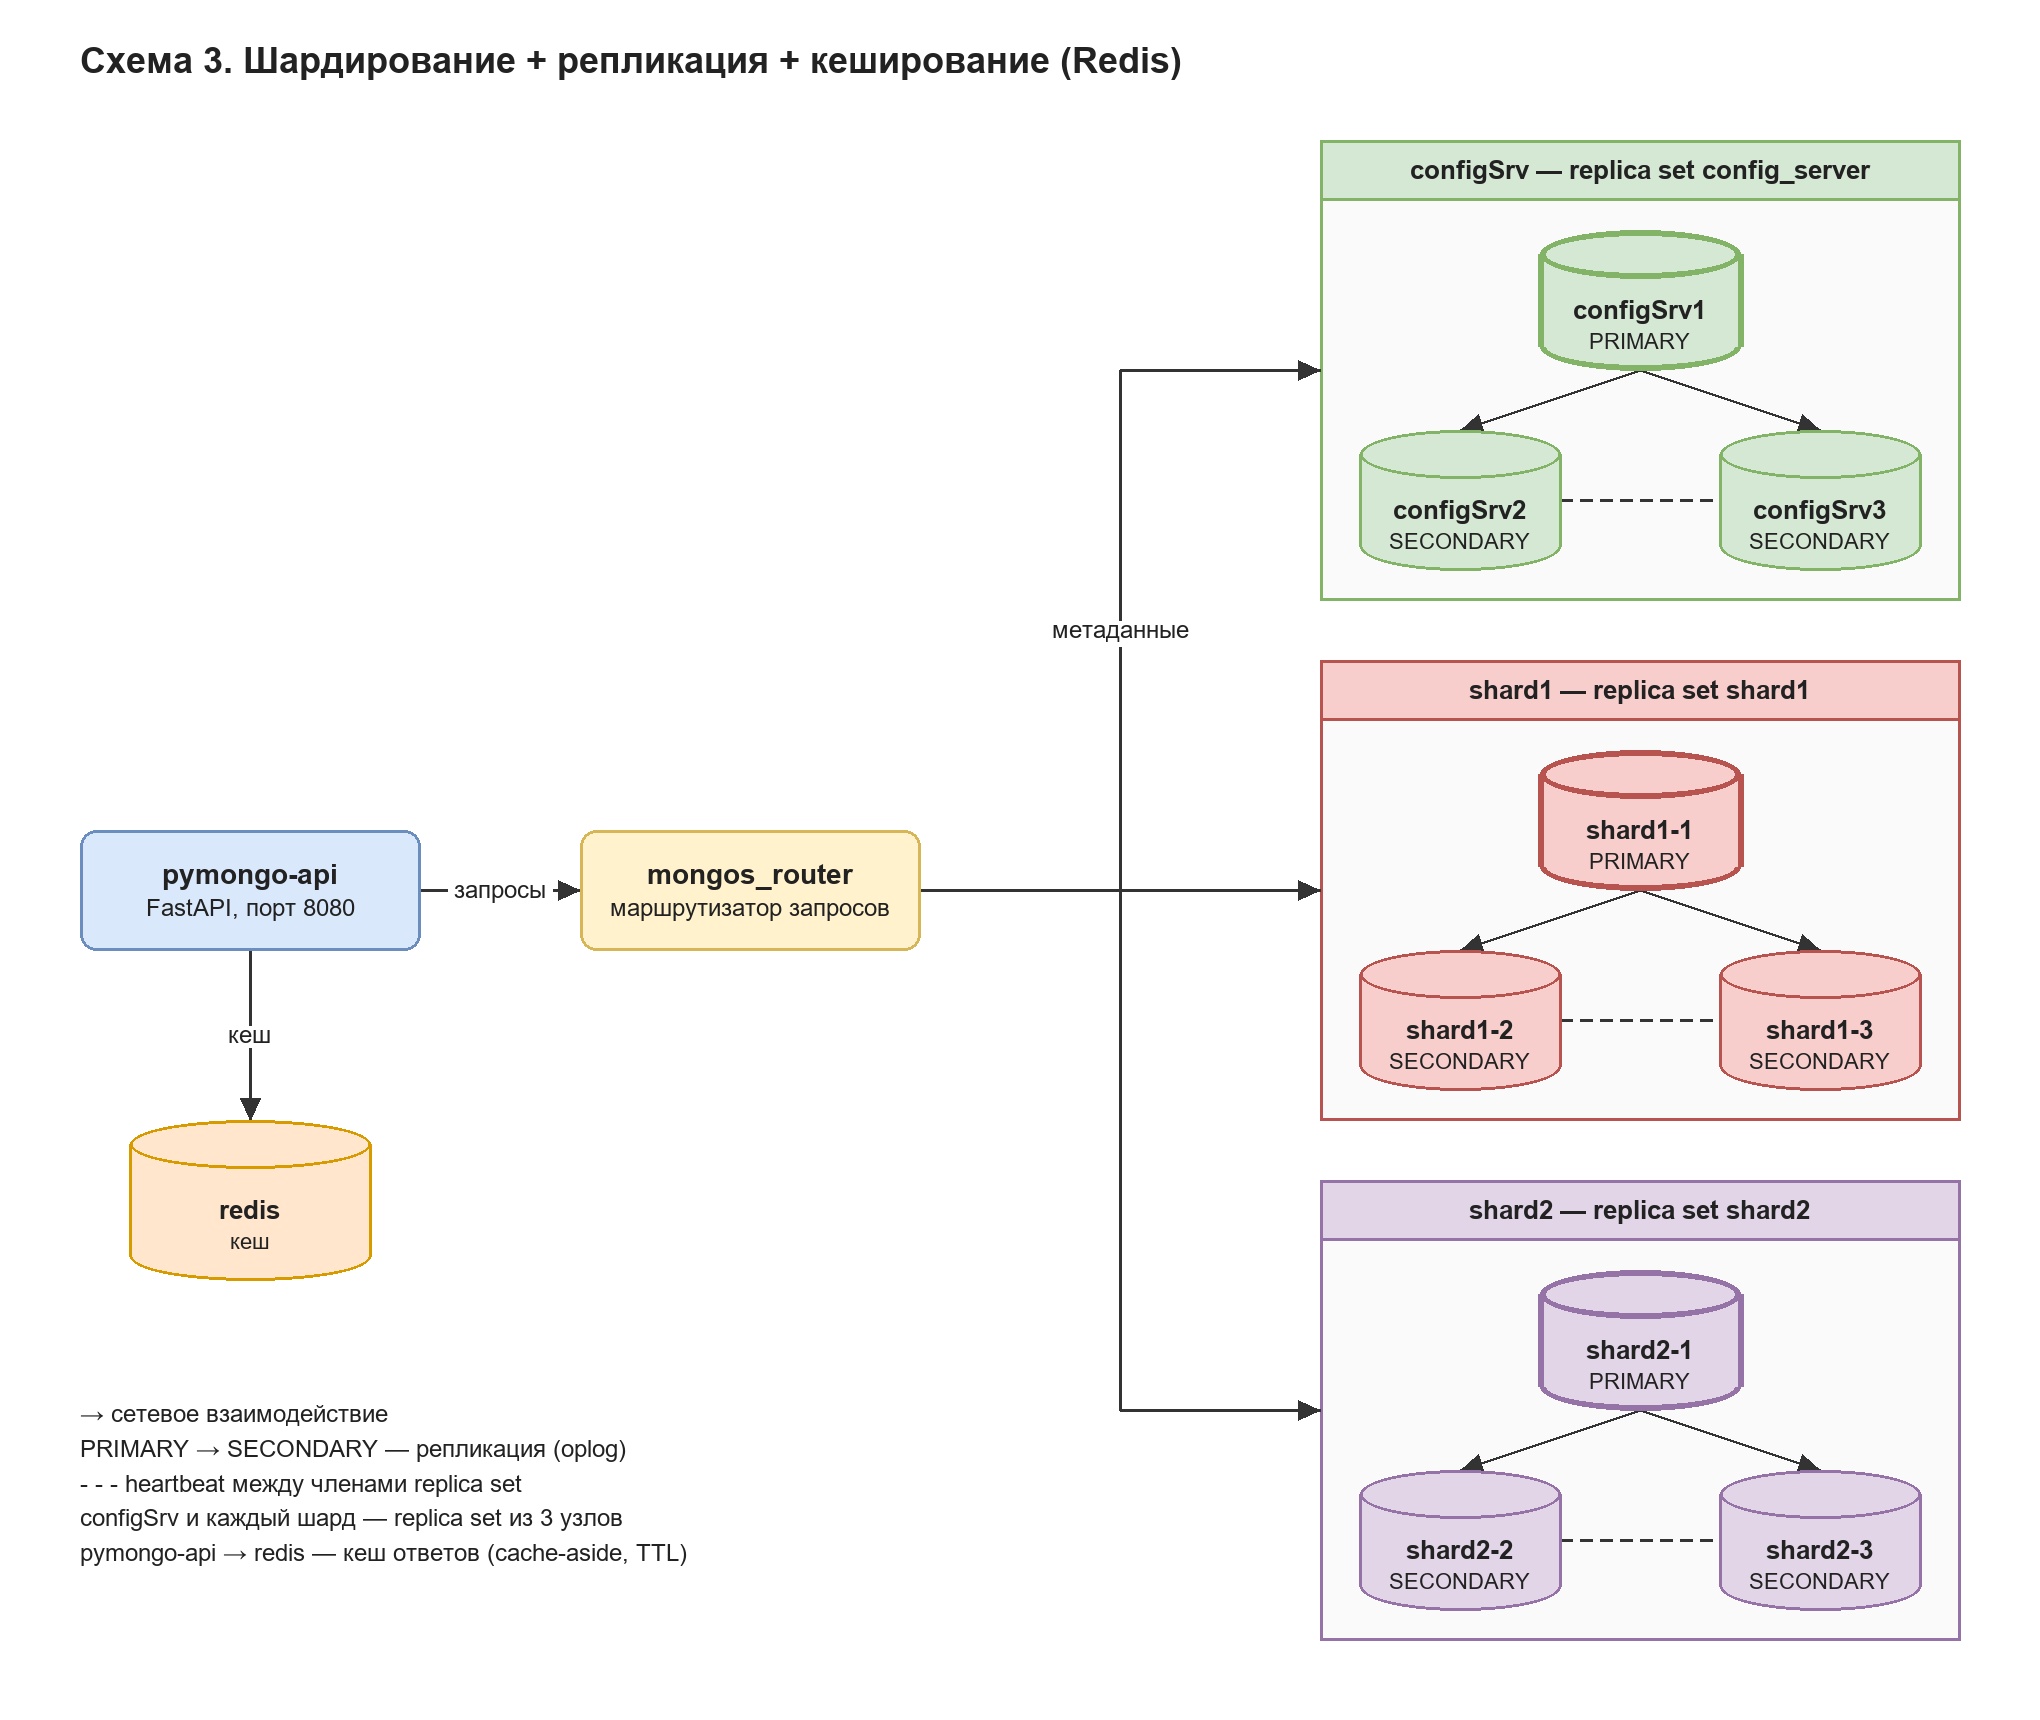 Схема 3. Шардирование + репликация + кеширование (Redis)
configSrv — replica set config_server
configSrv1
PRIMARY
configSrv2
SECONDARY
configSrv3
SECONDARY
метаданные
shard1 — replica set shard1
shard1-1
PRIMARY
shard1-2
SECONDARY
shard1-3
SECONDARY
pymongo-api
FastAPI, порт 8080
запросы
mongos_router
маршрутизатор запросов
кеш
redis
кеш
shard2 — replica set shard2
shard2-1
PRIMARY
shard2-2
SECONDARY
shard2-3
SECONDARY
→ сетевое взаимодействие
PRIMARY → SECONDARY — репликация (oplog)
- - - heartbeat между членами replica set
configSrv и каждый шард — replica set из 3 узлов
pymongo-api → redis — кеш ответов (cache-aside, TTL)